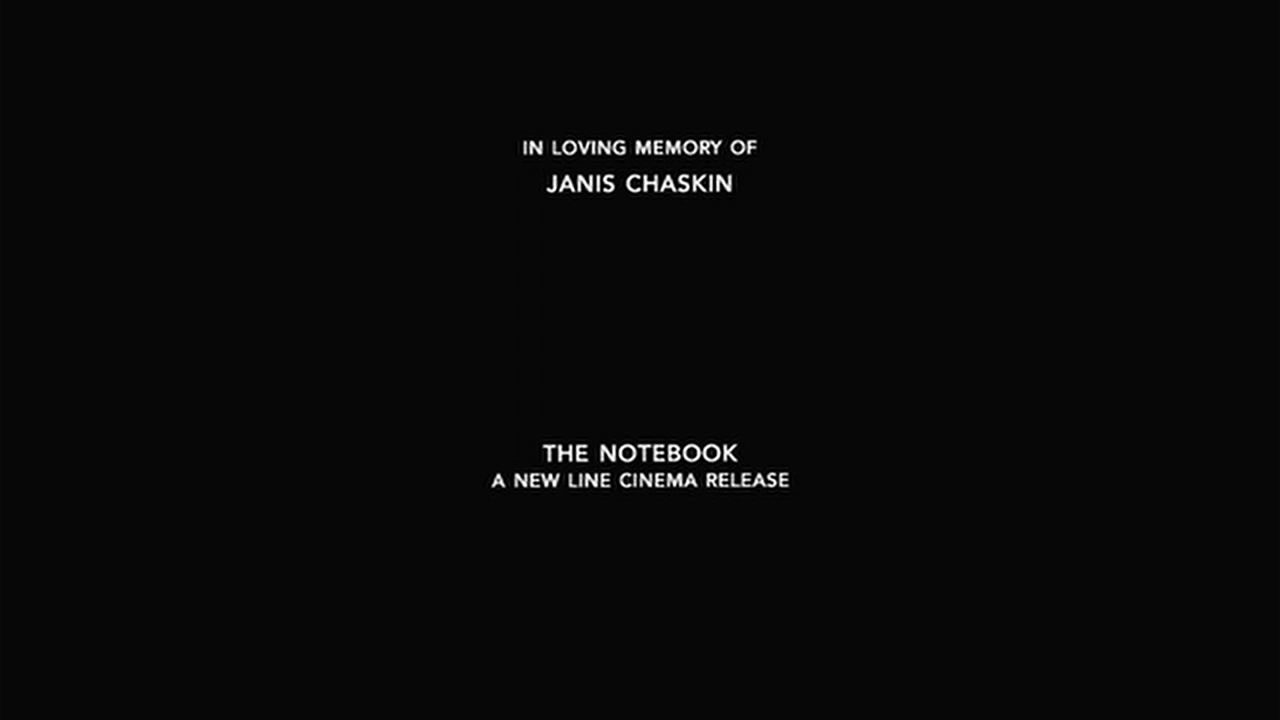 IN LOVING MEMORY OF
JANIS CHASKIN
THE NOTEBOOK
A NEW LINE CINEMA RELEASE